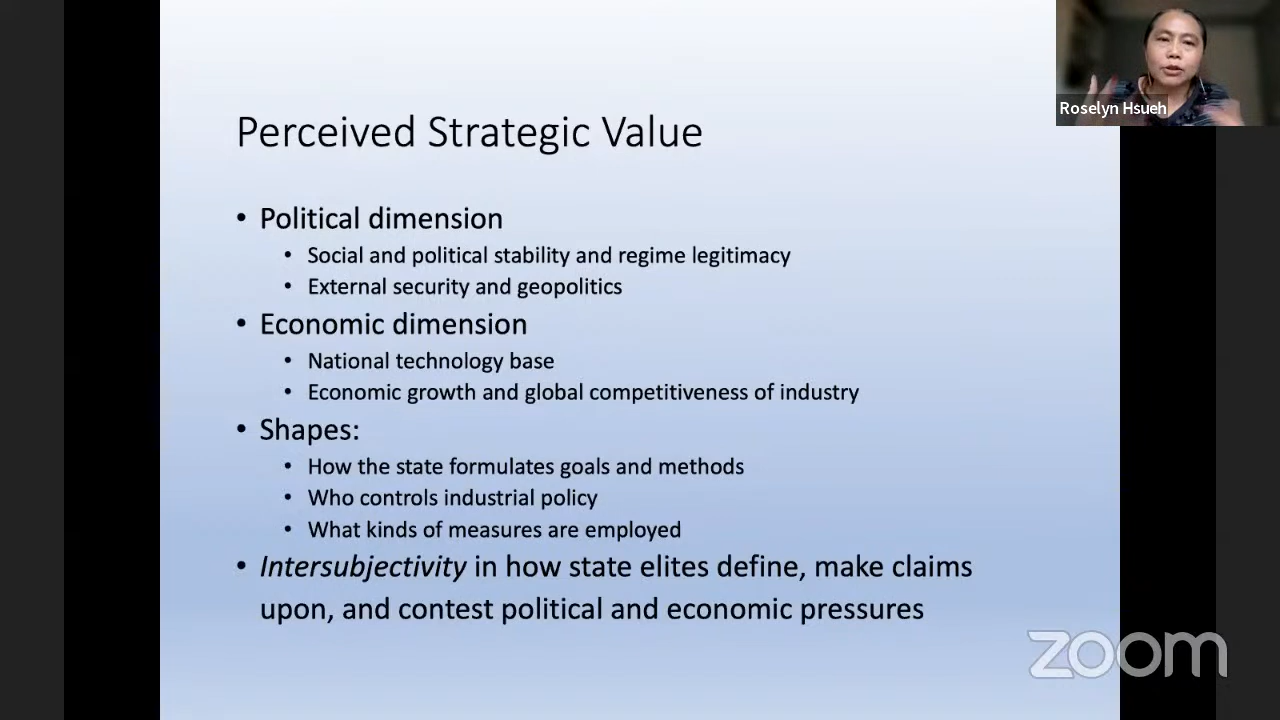 Roselyn Hsueh
Perceived Strategic Value
• Political dimension
• Social and political stability and regime legitimacy
• External security and geopolitics
• Economic dimension
• National technology base
• Economic growth and global competitiveness of industry
• Shapes:
• How the state formulates goals and methods
• Who controls industrial policy
• What kinds of measures are employed
• Intersubjectivity in how state elites define, make claims
upon, and contest political and economic pressures
zoom